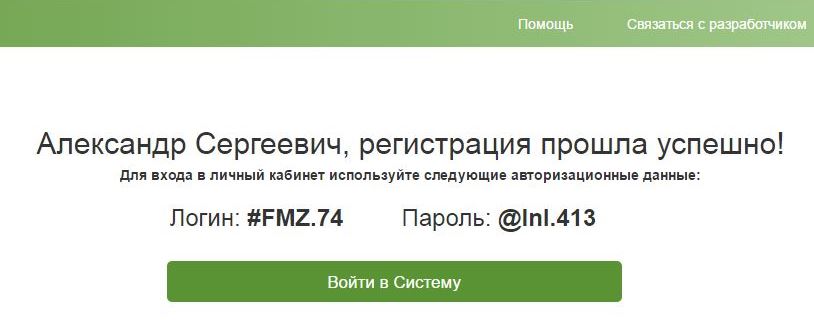 Помощь Связаться с разработчиком
Александр Сергеевич, регистрация прошла успешно!
Для входа в личный кабинет используйте следующие авторизационные данные:
Логин: #FMZ.74 Пароль: @lnl.413
Войти в Систему